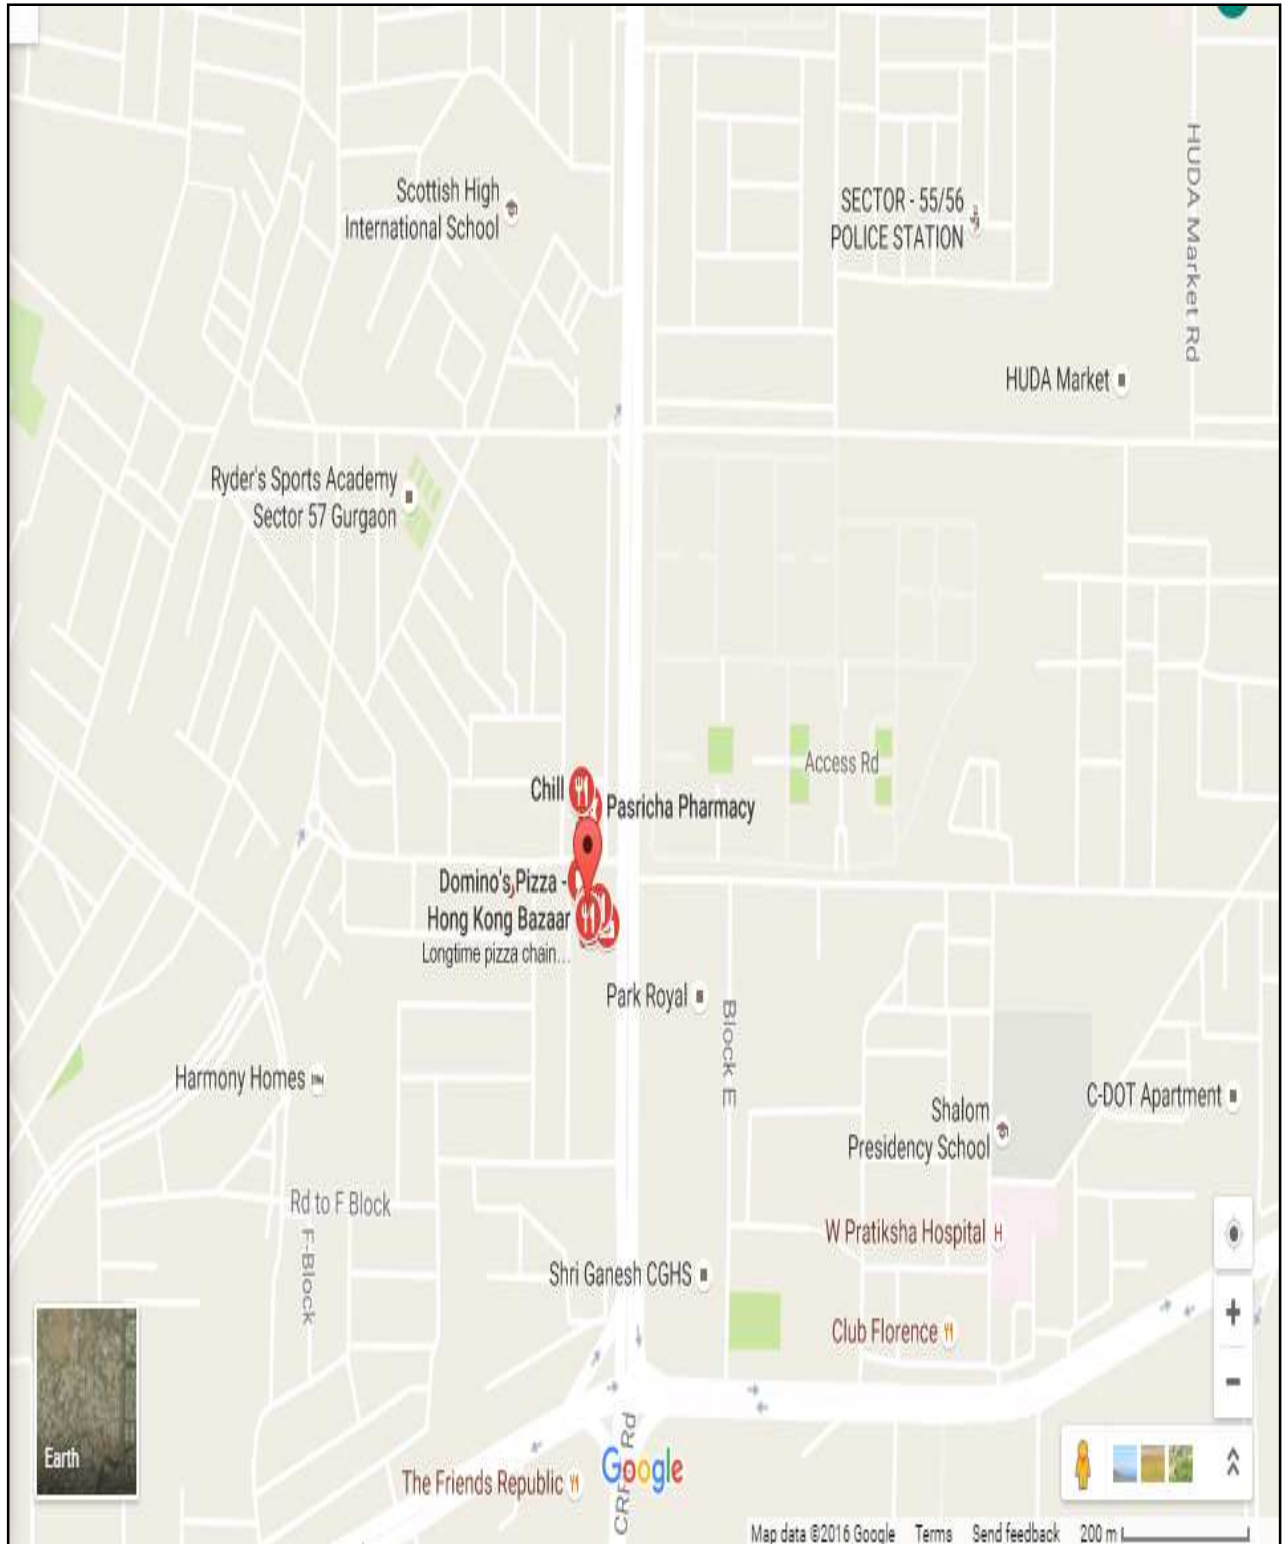 Scottish High
International School
SECTOR - 55/56
POLICE STATION
HUDA Market Rd
HUDA Market
Ryder's Sports Academy
Sector 57 Gurgaon
Access Rd
Chill
Pasricha Pharmacy
Domino's Pizza -
Hong Kong Bazaar
Longtime pizza chain...
Park Royal
Block E
Harmony Homes
C-DOT Apartment
Shalom
Presidency School
Rd to F Block
F-Block
W Pratiksha Hospital H
Shri Ganesh CGHS
Club Florence
Earth
The Friends Republic
Google
Rd
Map data ©2016 Google Terms Send feedback 200 m